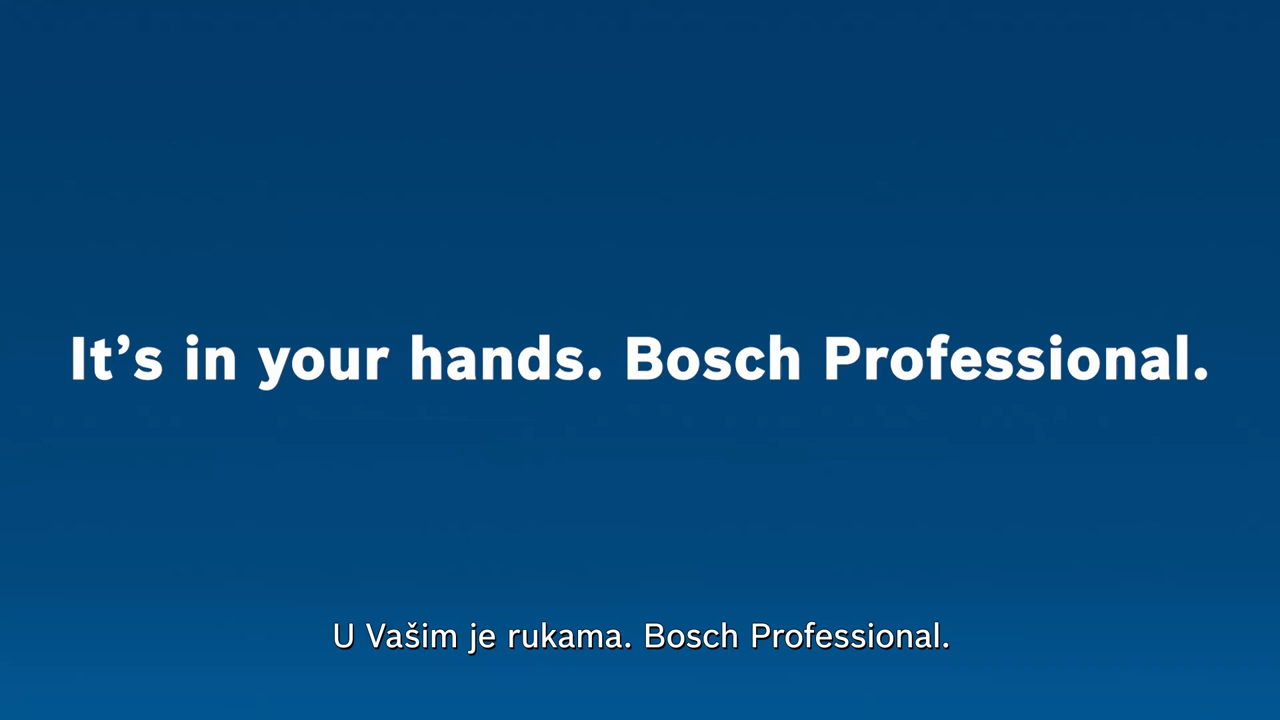 It’s in your hands. Bosch Professional.
U Vašim je rukama. Bosch Professional.